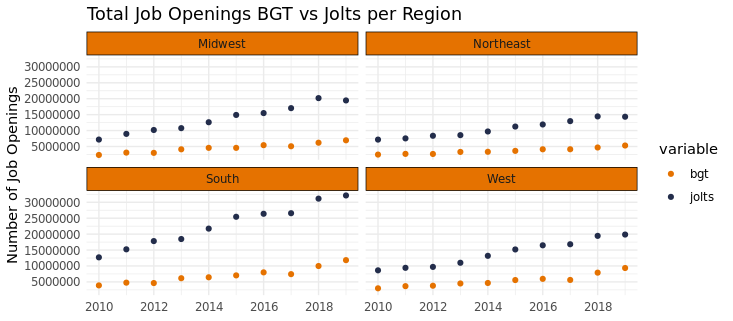 Total Job Openings BGT vs Jolts per Region
Number of Job Openings
Midwest
Northeast
30000000
25000000
20000000
15000000
10000000
5000000
South
West
30000000
25000000
20000000
15000000
10000000
5000000
2010 2012 2014 2016 2018
2010 2012 2014 2016 2018
variable
bgt
jolts